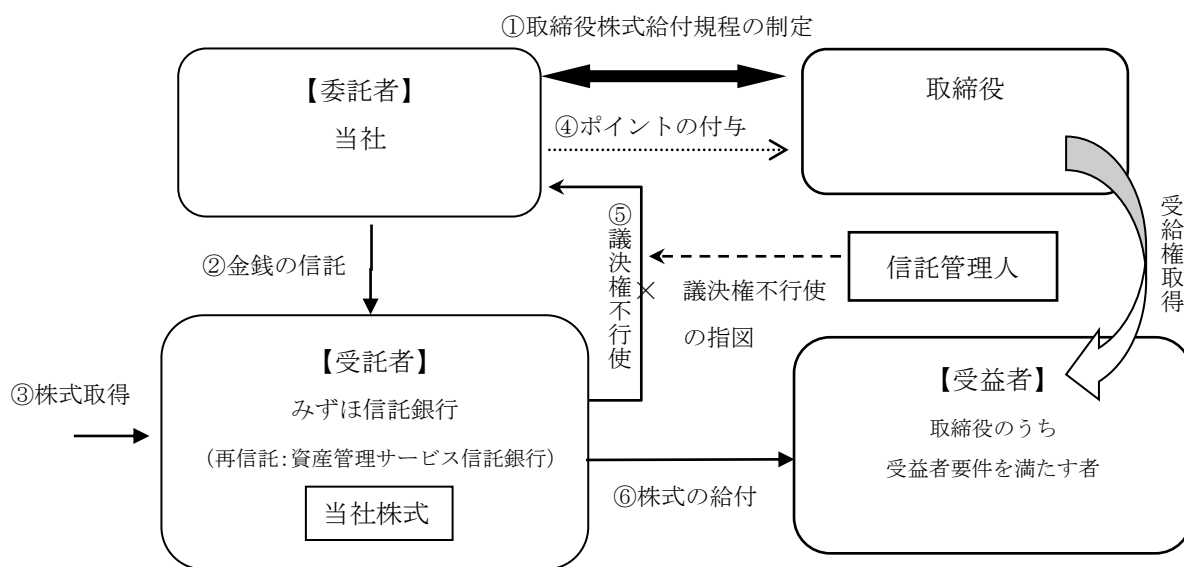 ①取締役株式給付規程の制定
【委託者】
当社
取締役
④ポイントの付与
②金銭の信託
⑤議決権不行使
×
議決権不行使
の指図
信託管理人
受給権取得
③株式取得
【受託者】
みずほ信託銀行
(再信託:資産管理サービス信託銀行)
当社株式
⑥株式の給付
【受益者】
取締役のうち
受益者要件を満たす者